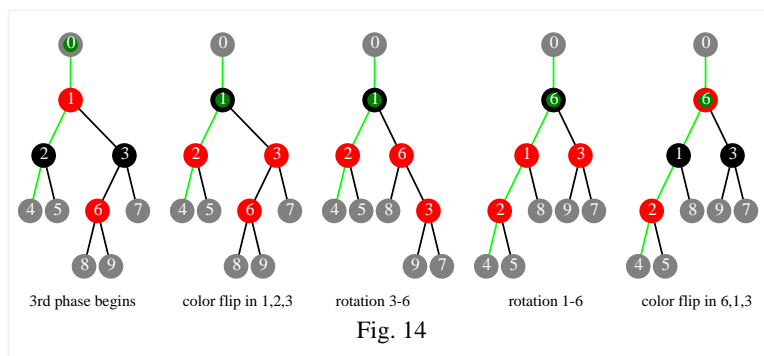 0 0 0 0 0
1 1 1 6 6
2 3 2 3 2 6 1 3 1 3
4 5 6 7 4 5 6 7 4 5 8 3 2 8 9 7 2 8 9 7
8 9 8 9 9 7 4 5 4 5
3rd phase begins color flip in 1,2,3 rotation 3-6 rotation 1-6 color flip in 6,1,3
Fig. 14